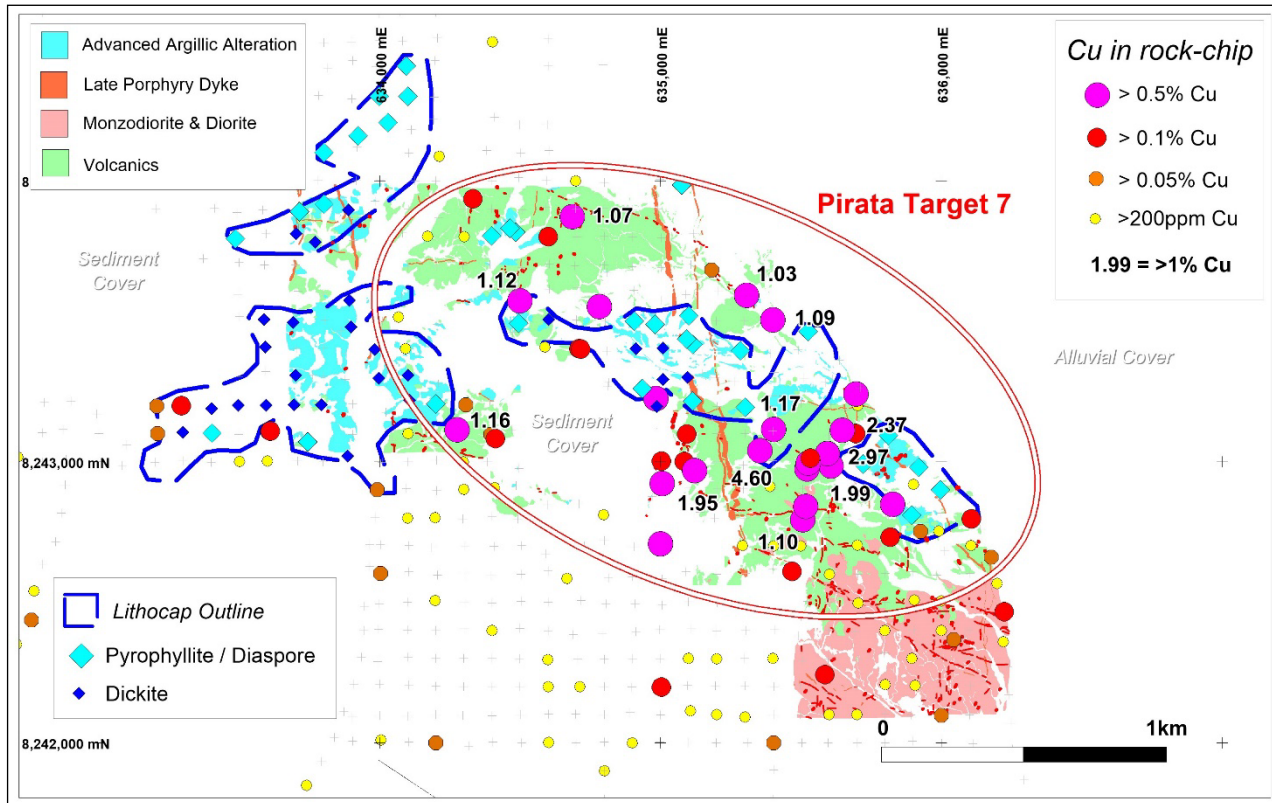 Advanced Argillic Alteration
Late Porphyry Dyke
Monzodiorite & Diorite
Volcanics
634,000 mE
635,000 mE
636,000 mE
Cu in rock-chip
> 0.5% Cu
> 0.1% Cu
> 0.05% Cu
>200ppm Cu
1.99 = >1% Cu
8
Pirata Target 7
1.07
Sediment
Cover
1.12
1.03
1.09
Alluvial Cover
1.16
Sediment
Cover
1.17
2.37
8,243,000 mN
2.97
4.60
1.95
1.99
1.10
Lithocap Outline
Pyrophyllite / Diaspore
Dickite
8,242,000 mN
0
1km